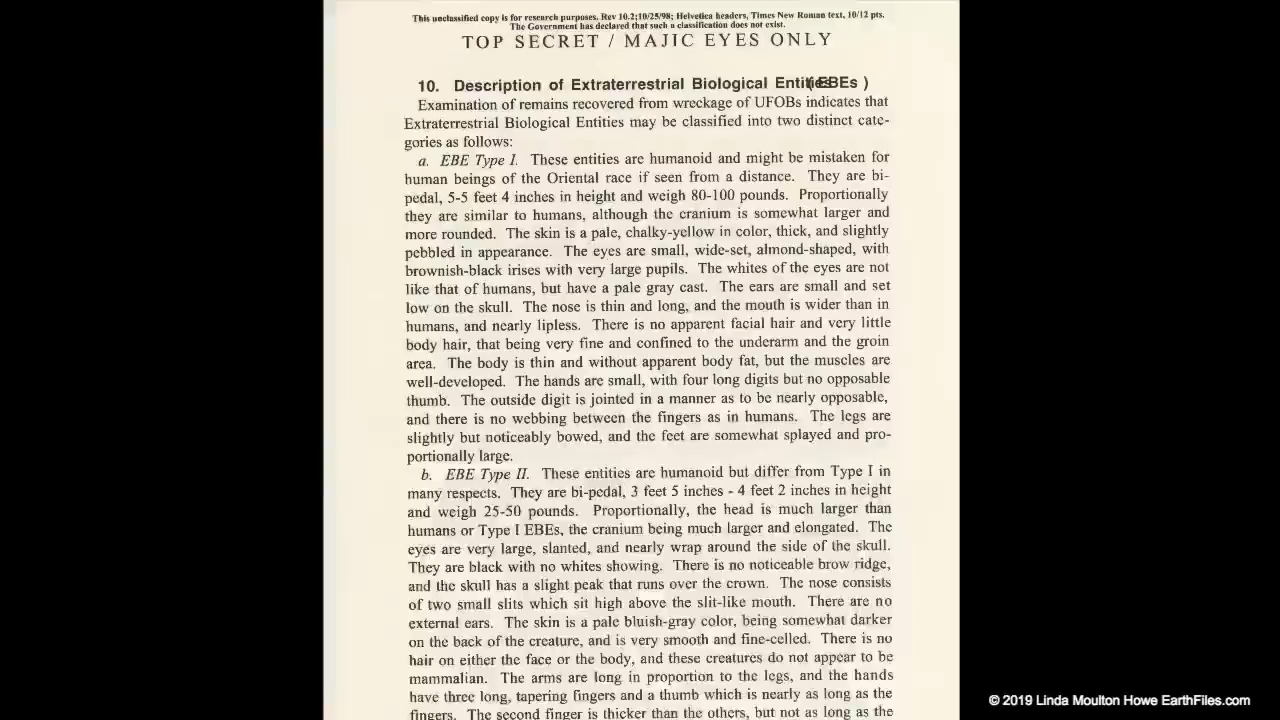 This unclassified copy is for research purposes. Rev 10.2;10/25/98; Helvetica headers, Times New Roman text, 10/12 pts.
The Government has declared that such a classification does not exist.
TOP SECRET / MAJIC EYES ONLY
10. Description of Extraterrestrial Biological Entities (EBEs )
Examination of remains recovered from wreckage of UFOBs indicates that
Extraterrestrial Biological Entities may be classified into two distinct cate-
gories as follows:
a. EBE Type I. These entities are humanoid and might be mistaken for
human beings of the Oriental race if seen from a distance. They are bi-
pedal, 5-5 feet 4 inches in height and weigh 80-100 pounds. Proportionally
they are similar to humans, although the cranium is somewhat larger and
more rounded. The skin is a pale, chalky-yellow in color, thick, and slightly
pebbled in appearance. The eyes are small, wide-set, almond-shaped, with
brownish-black irises with very large pupils. The whites of the eyes are not
like that of humans, but have a pale gray cast. The ears are small and set
low on the skull. The nose is thin and long, and the mouth is wider than in
humans, and nearly lipless. There is no apparent facial hair and very little
body hair, that being very fine and confined to the underarm and the groin
area. The body is thin and without apparent body fat, but the muscles are
well-developed. The hands are small, with four long digits but no opposable
thumb. The outside digit is jointed in a manner as to be nearly opposable,
and there is no webbing between the fingers as in humans. The legs are
slightly but noticeably bowed, and the feet are somewhat splayed and pro-
portionally large.
b. EBE Type II. These entities are humanoid but differ from Type I in
many respects. They are bi-pedal, 3 feet 5 inches - 4 feet 2 inches in height
and weigh 25-50 pounds. Proportionally, the head is much larger than
humans or Type I EBEs, the cranium being much larger and elongated. The
eyes are very large, slanted, and nearly wrap around the side of the skull.
They are black with no whites showing. There is no noticeable brow ridge,
and the skull has a slight peak that runs over the crown. The nose consists
of two small slits which sit high above the slit-like mouth. There are no
external ears. The skin is a pale bluish-gray color, being somewhat darker
on the back of the creature, and is very smooth and fine-celled. There is no
hair on either the face or the body, and these creatures do not appear to be
mammalian. The arms are long in proportion to the legs, and the hands
have three long, tapering fingers and a thumb which is nearly as long as the
fingers. The second finger is thicker than the others, but not as long as the
© 2019 Linda Moulton Howe EarthFiles.com